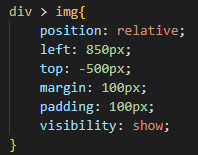 div > img{
position: relative;
left: 850px;
top: -500px;
margin: 100px;
padding: 100px;
visibility: show;
}